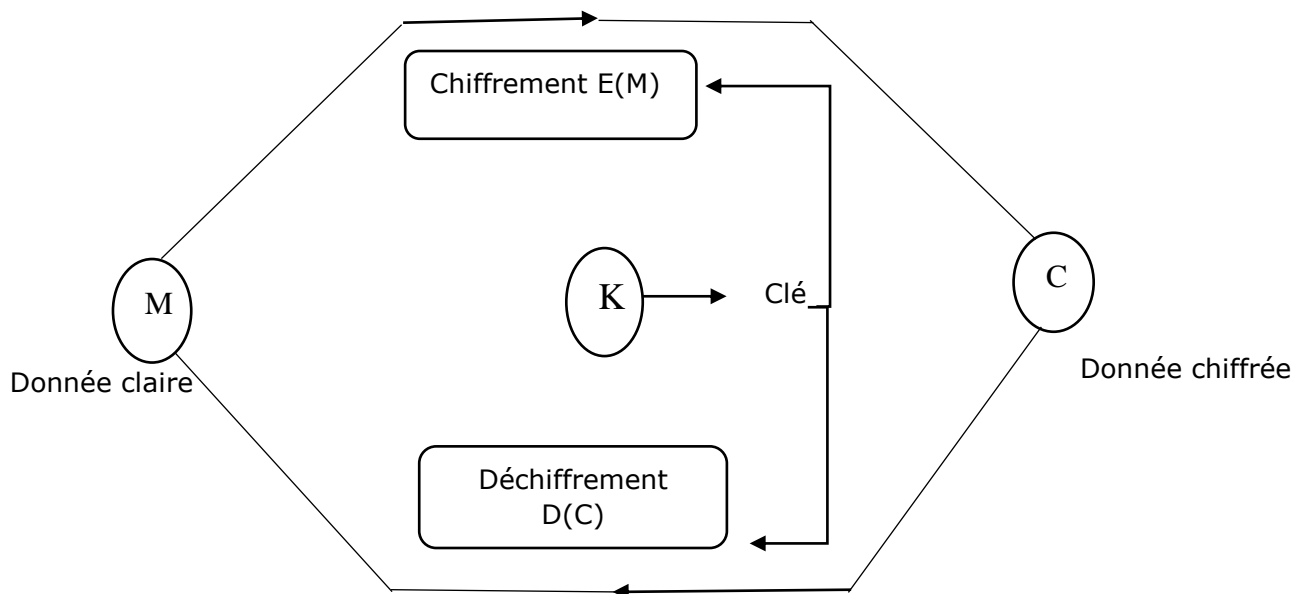 Chiffrement E(M)
M
K
Clé
C
Donnée claire
Donnée chiffrée
Déchiffrement
D(C)